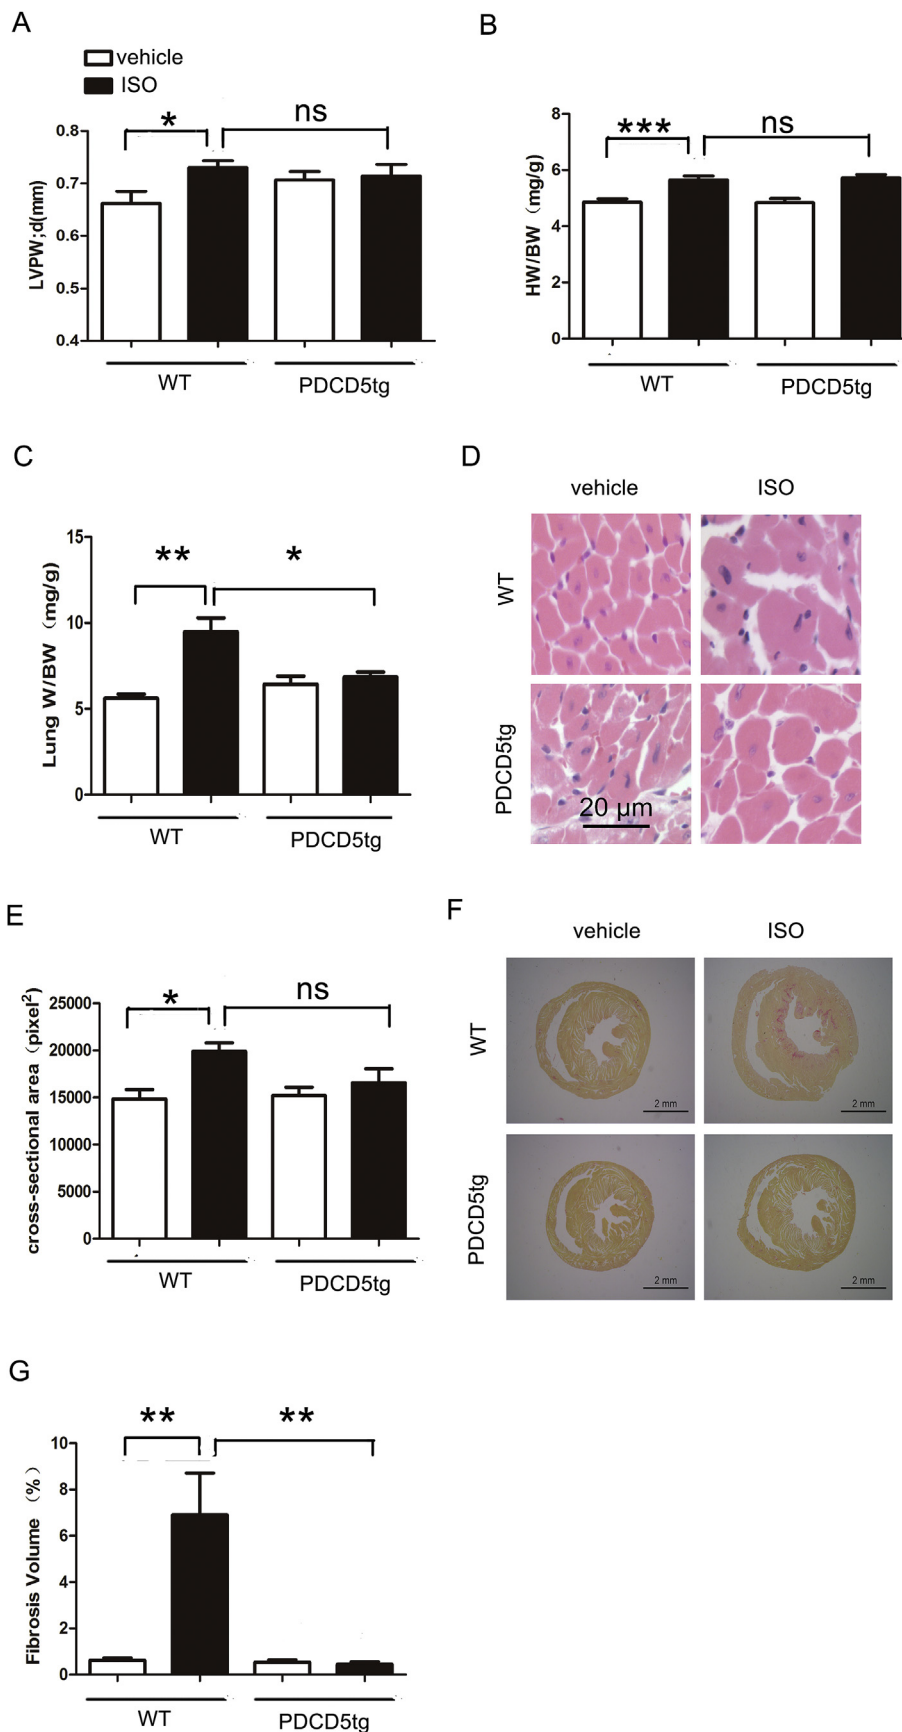 A
vehicle
ISO
* ns
0.8
0.7
0.6
0.5
0.4
LVPW;d(mm)
WT PDCD5tg
B
*** ns
8
6
4
2
0
HW/BW（mg/g)
WT PDCD5tg
C
** *
15
10
5
0
Lung W/BW（mg/g)
WT PDCD5tg
D
vehicle ISO
WT
PDCD5tg
20 µm
E
* ns
25000
20000
15000
10000
5000
0
cross-sectional area（pixel²)
WT PDCD5tg
F
vehicle ISO
WT
2 mm 2 mm
PDCD5tg
2 mm 2 mm
G
** **
10
8
6
4
2
0
Fibrosis Volume（%）
WT PDCD5tg